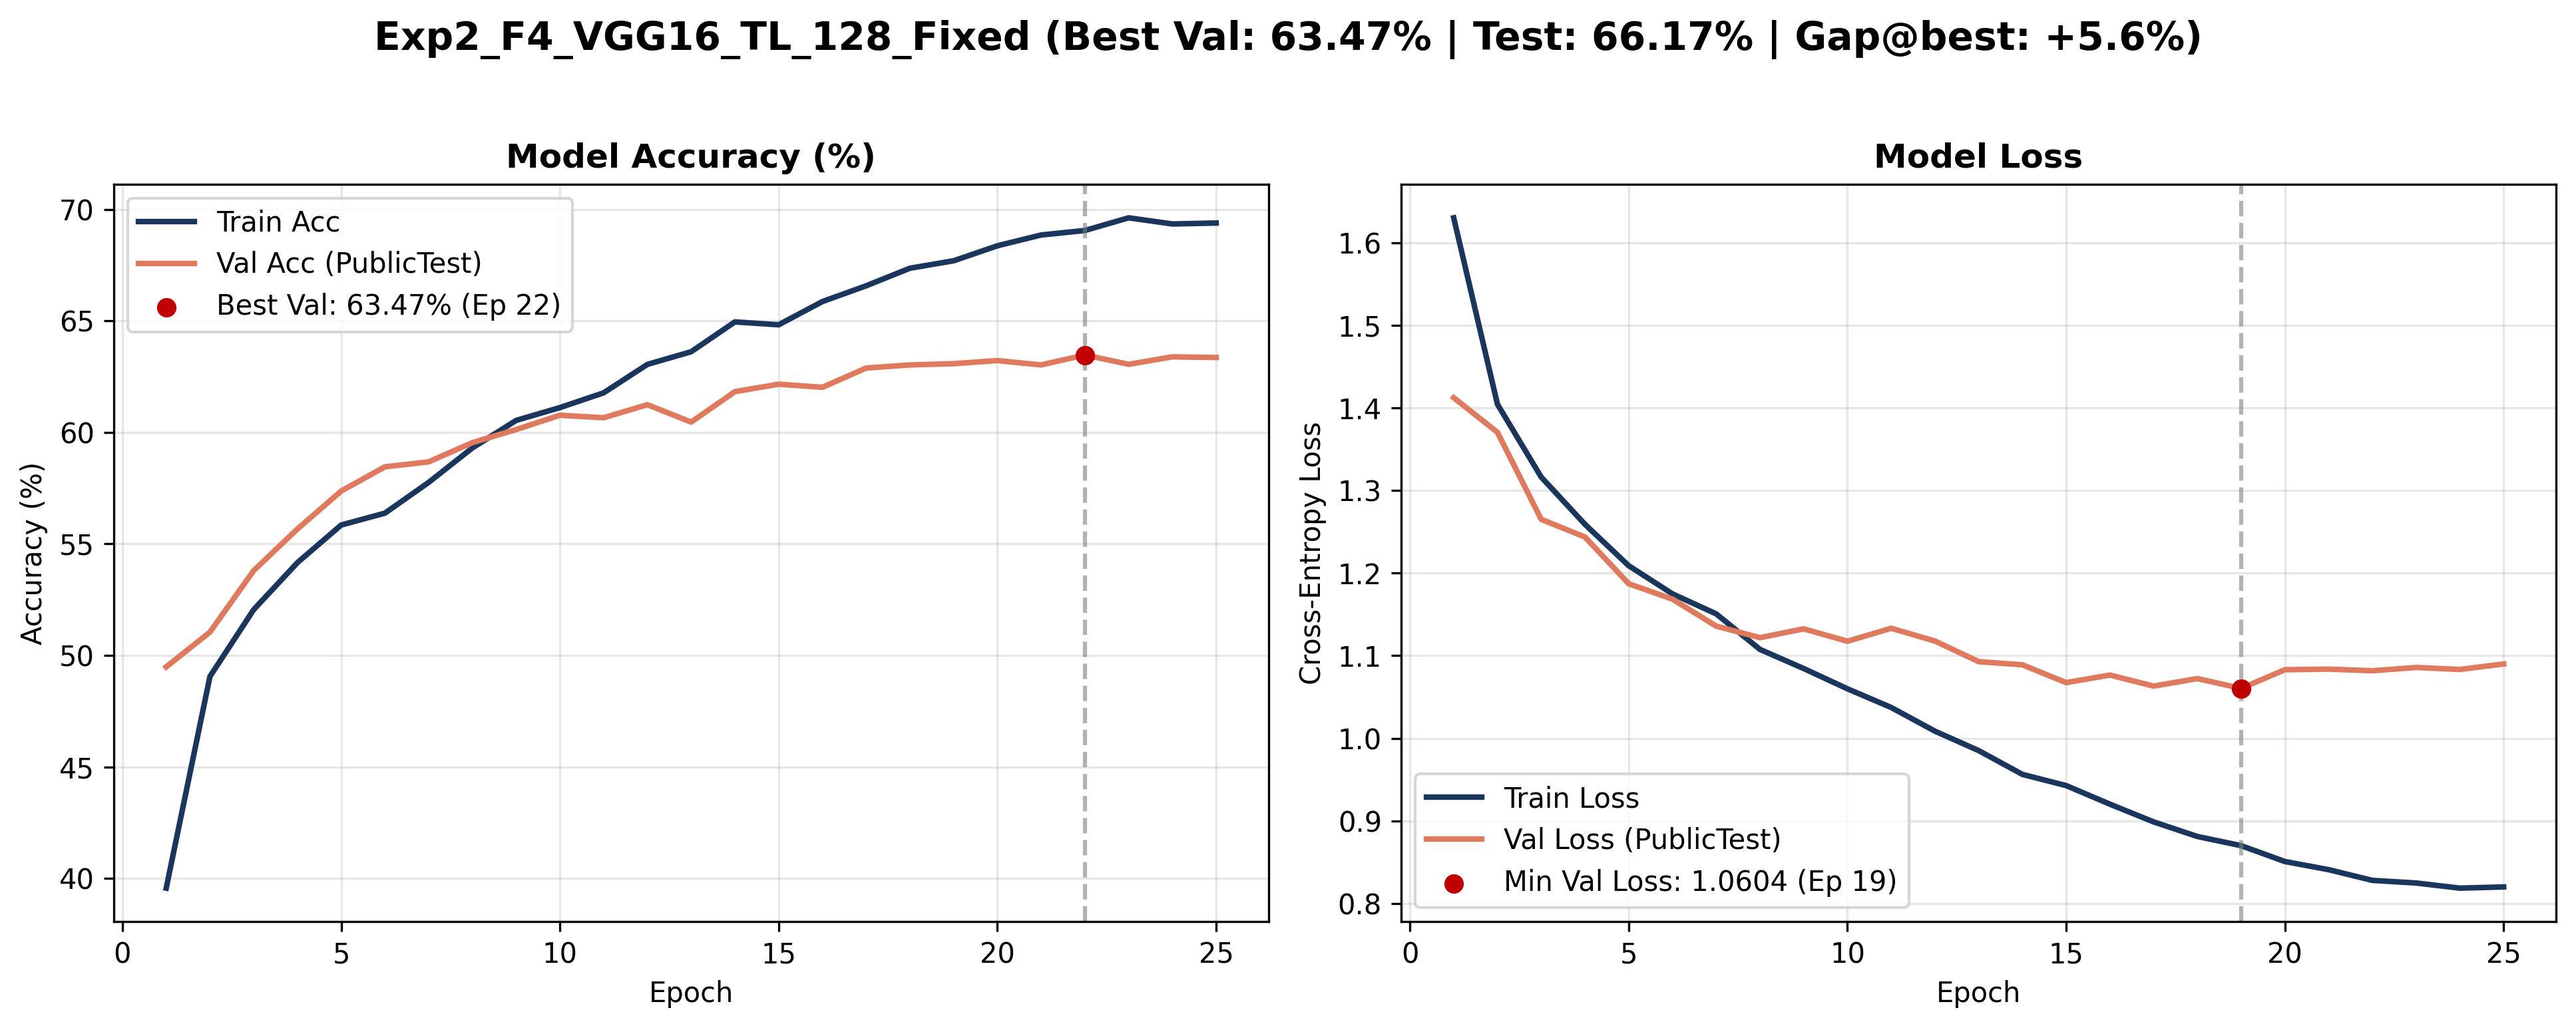 Exp2_F4_VGG16_TL_128_Fixed (Best Val: 63.47% | Test: 66.17% | Gap@best: +5.6%)
Model Accuracy (%)
Train Acc
Val Acc (PublicTest)
Best Val: 63.47% (Ep 22)
Accuracy (%)
70
65
60
55
50
45
40
0 5 10 15 20 25
Epoch
Model Loss
Cross-Entropy Loss
1.6
1.5
1.4
1.3
1.2
1.1
1.0
0.9
0.8
Train Loss
Val Loss (PublicTest)
Min Val Loss: 1.0604 (Ep 19)
0 5 10 15 20 25
Epoch